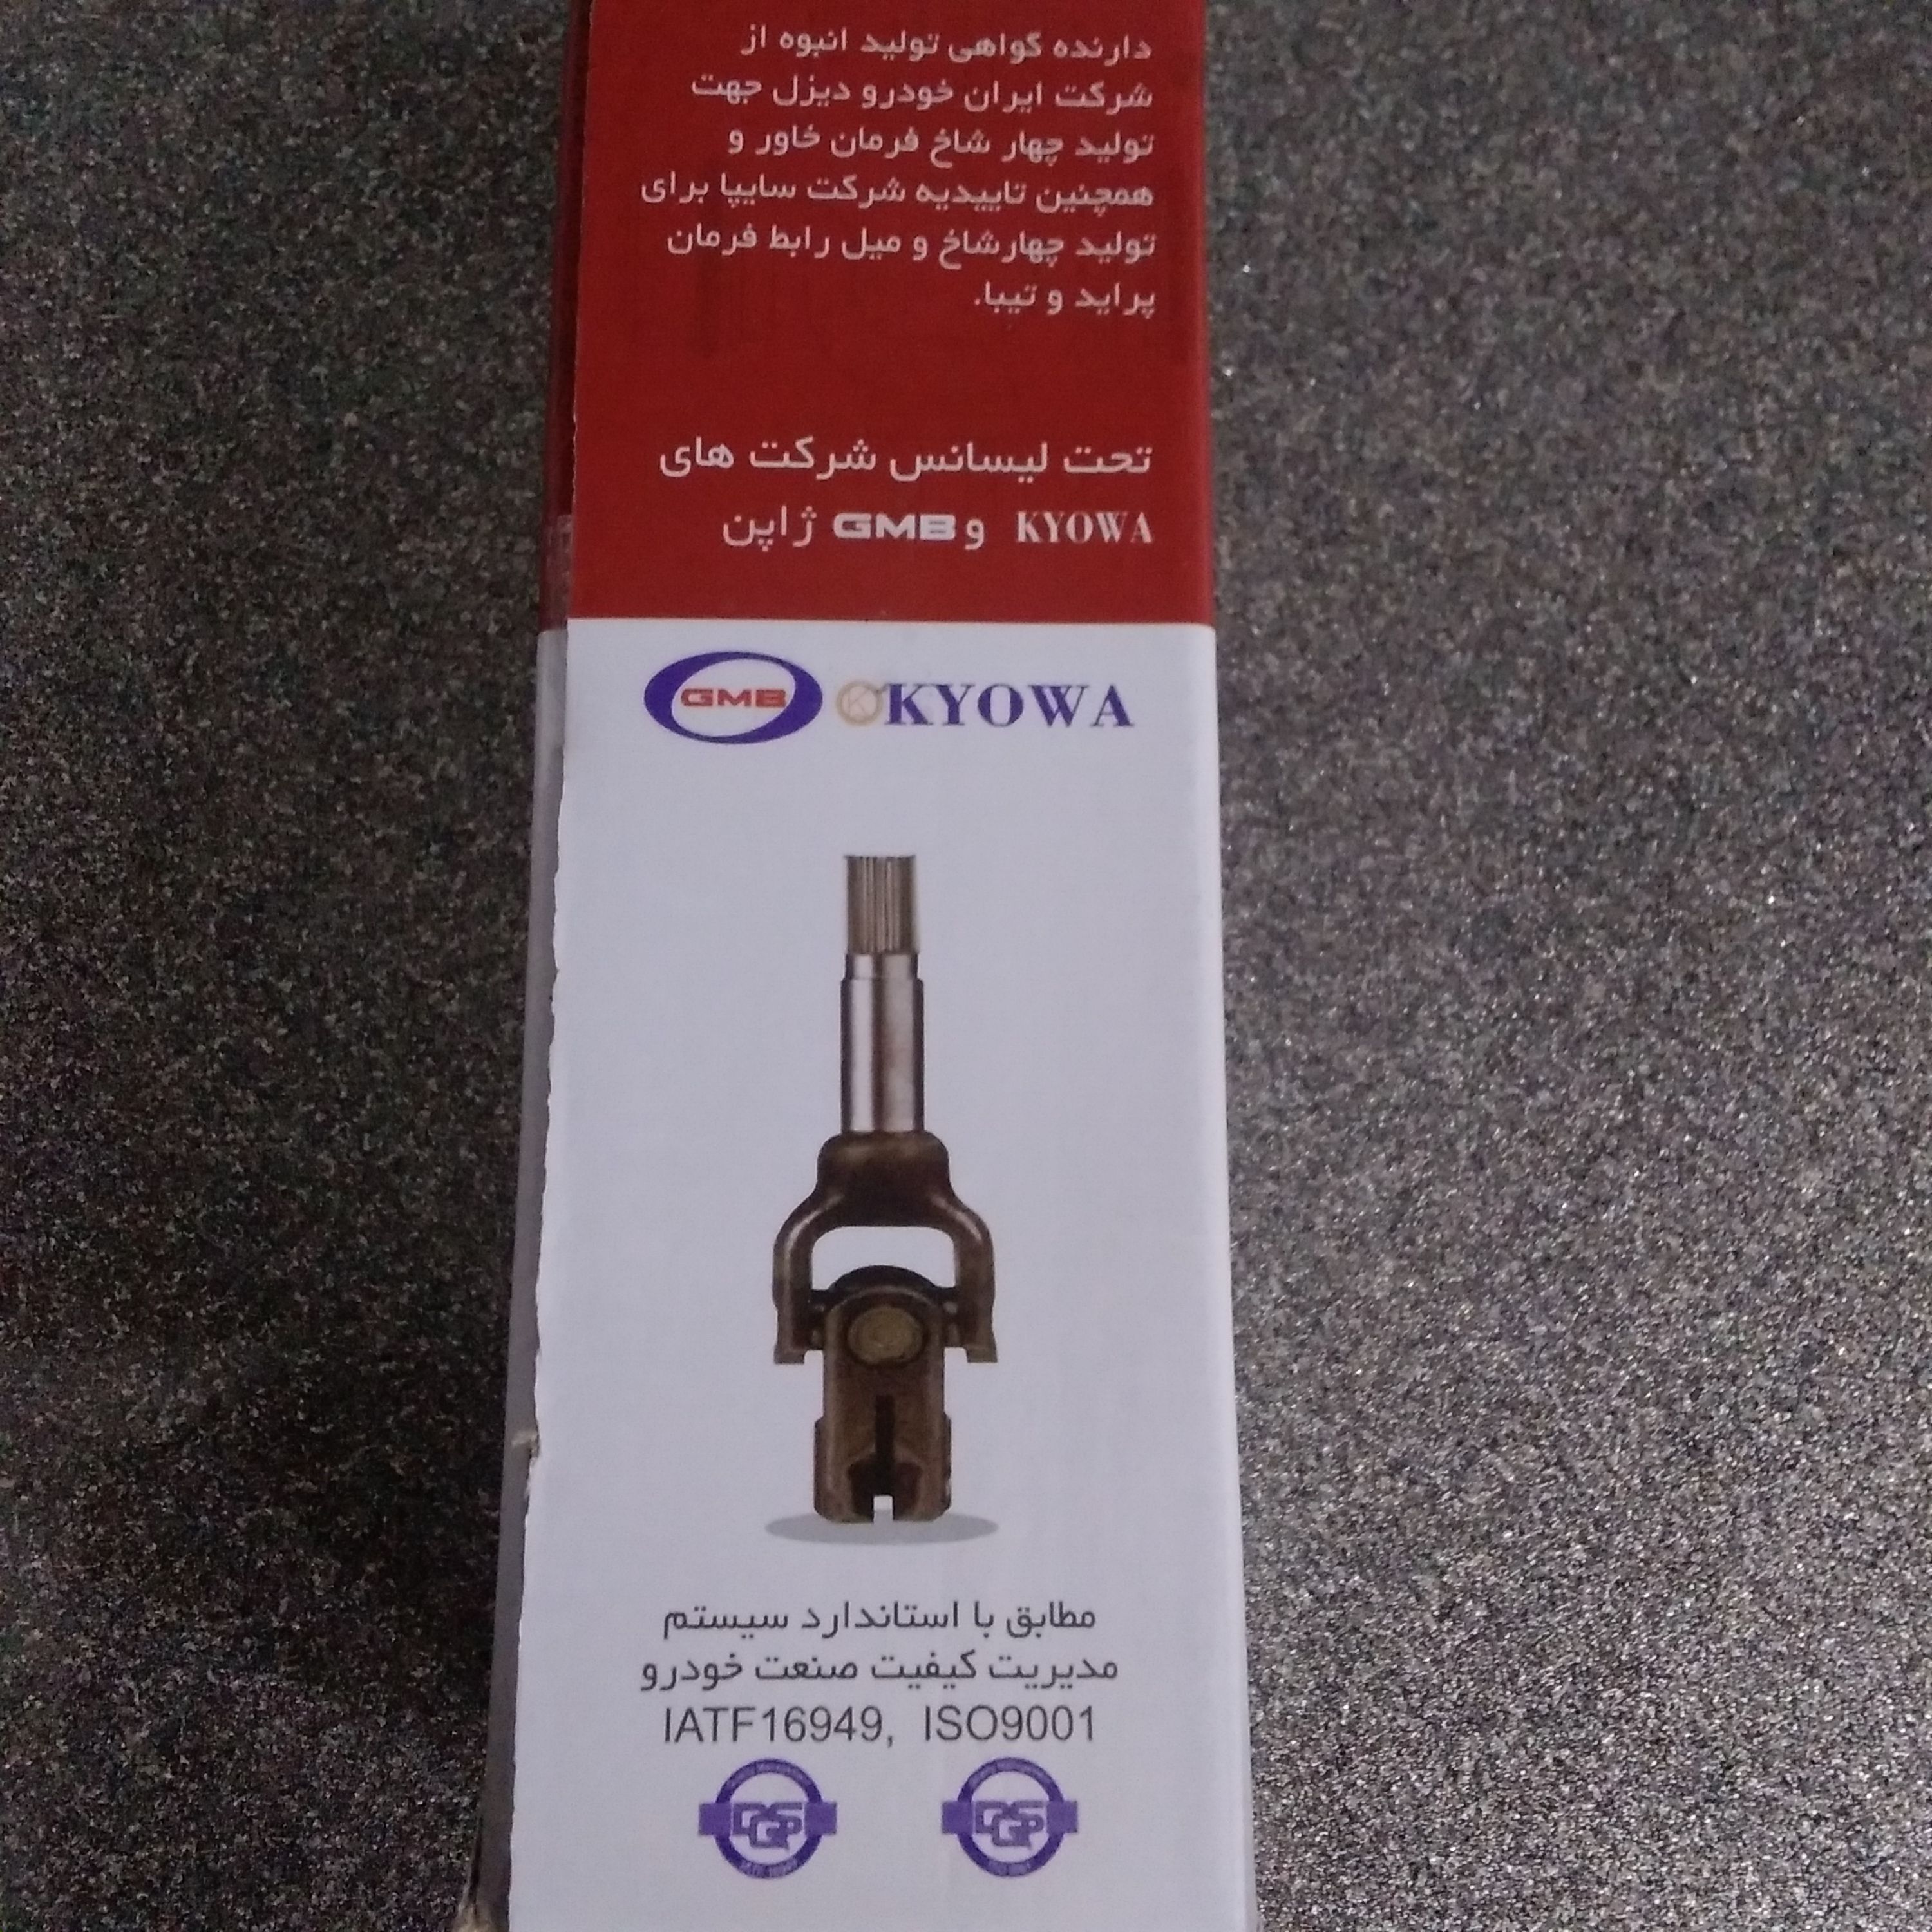 دارنده گواهی تولید انبوه از
شرکت ایران خودرو دیزل جهت
تولید چهار شاخ فرمان خاور و
همچنین تاییدیه شرکت سایپا برای
تولید چهارشاخ و میل رابط فرمان
پراید و تیبا.
تحت لیسانس شرکت های
KYOWA و GMB ژاپن
GMB KYOWA
مطابق با استاندارد سیستم
مدیریت کیفیت صنعت خودرو
IATF16949, ISO9001